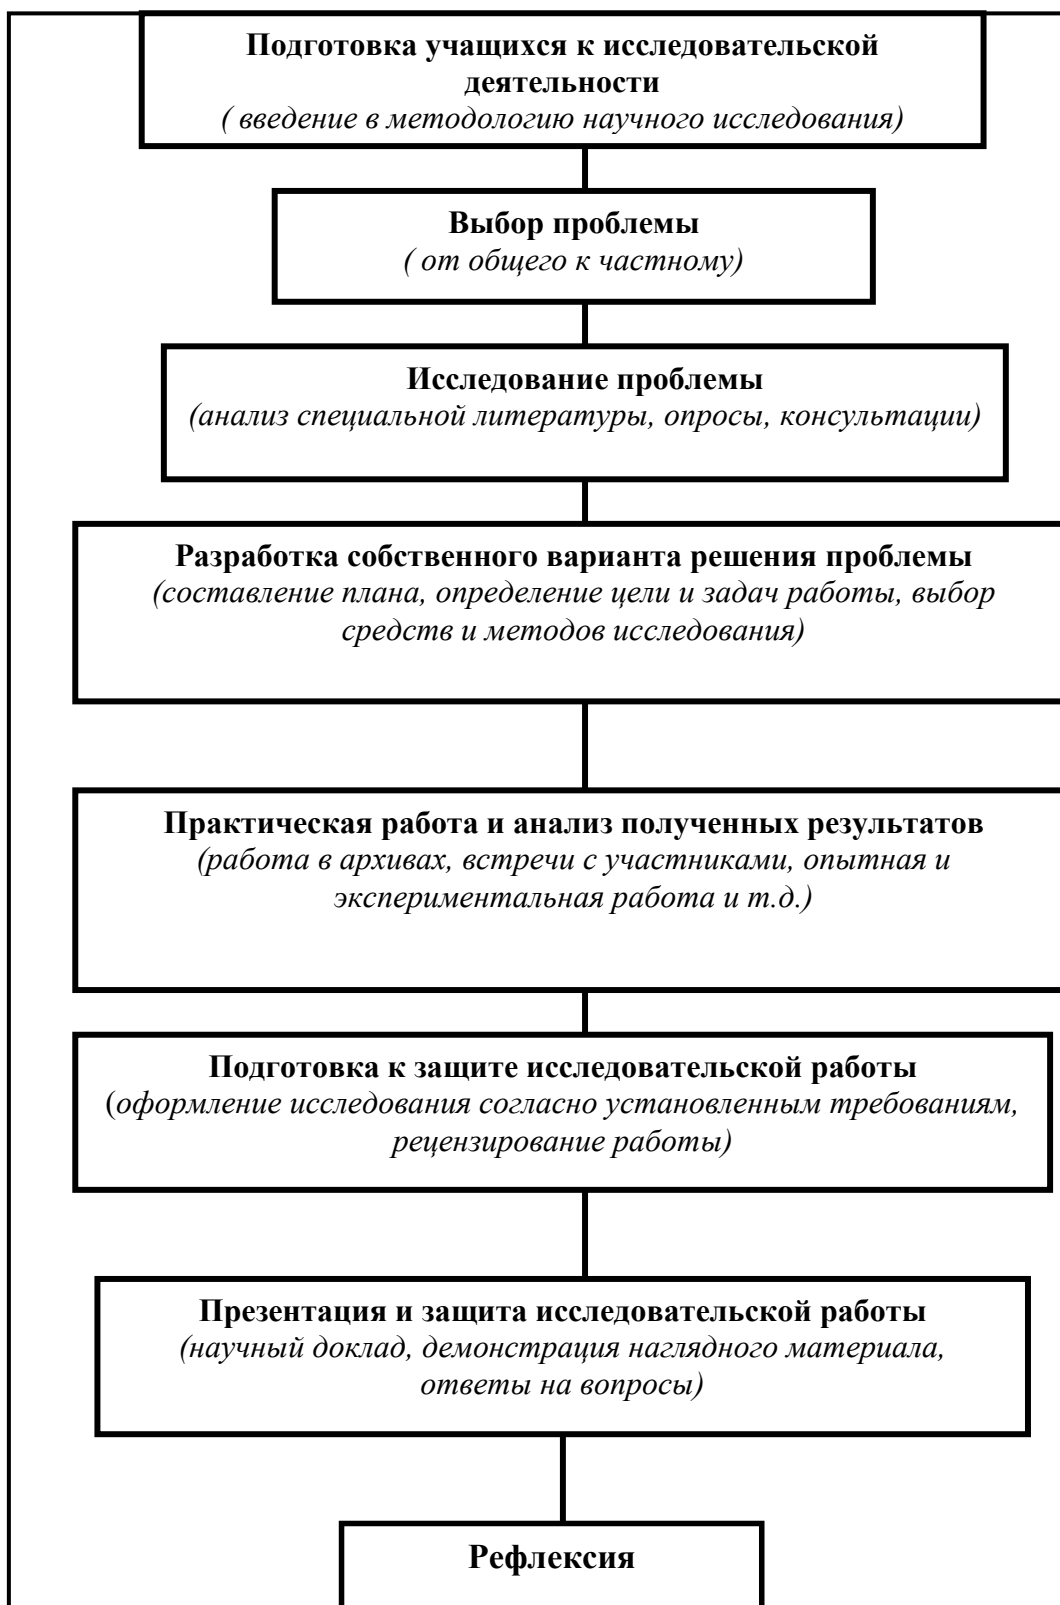 Подготовка учащихся к исследовательской
деятельности
( введение в методологию научного исследования)
Выбор проблемы
( от общего к частному)
Исследование проблемы
(анализ специальной литературы, опросы, консультации)
Разработка собственного варианта решения проблемы
(составление плана, определение цели и задач работы, выбор
средств и методов исследования)
Практическая работа и анализ полученных результатов
(работа в архивах, встречи с участниками, опытная и
экспериментальная работа и т.д.)
Подготовка к защите исследовательской работы
(оформление исследования согласно установленным требованиям,
рецензирование работы)
Презентация и защита исследовательской работы
(научный доклад, демонстрация наглядного материала,
ответы на вопросы)
Рефлексия